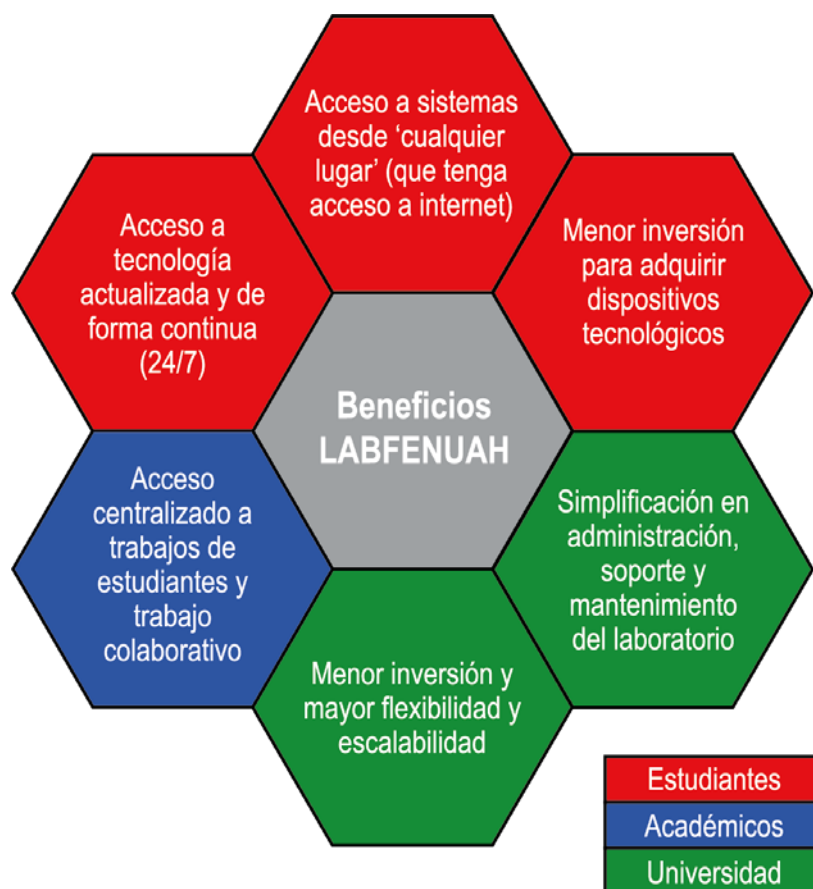 Acceso a sistemas
desde ‘cualquier
lugar’ (que tenga
acceso a internet)
Acceso a
tecnología
actualizada y de
forma continua
(24/7)
Menor inversión
para adquirir
dispositivos
tecnológicos
Beneficios
LABFENUAH
Acceso
centralizado a
trabajos de
estudiantes y
trabajo
colaborativo
Simplificación en
administración,
soporte y
mantenimiento
del laboratorio
Menor inversión y
mayor flexibilidad y
escalabilidad
Estudiantes
Académicos
Universidad